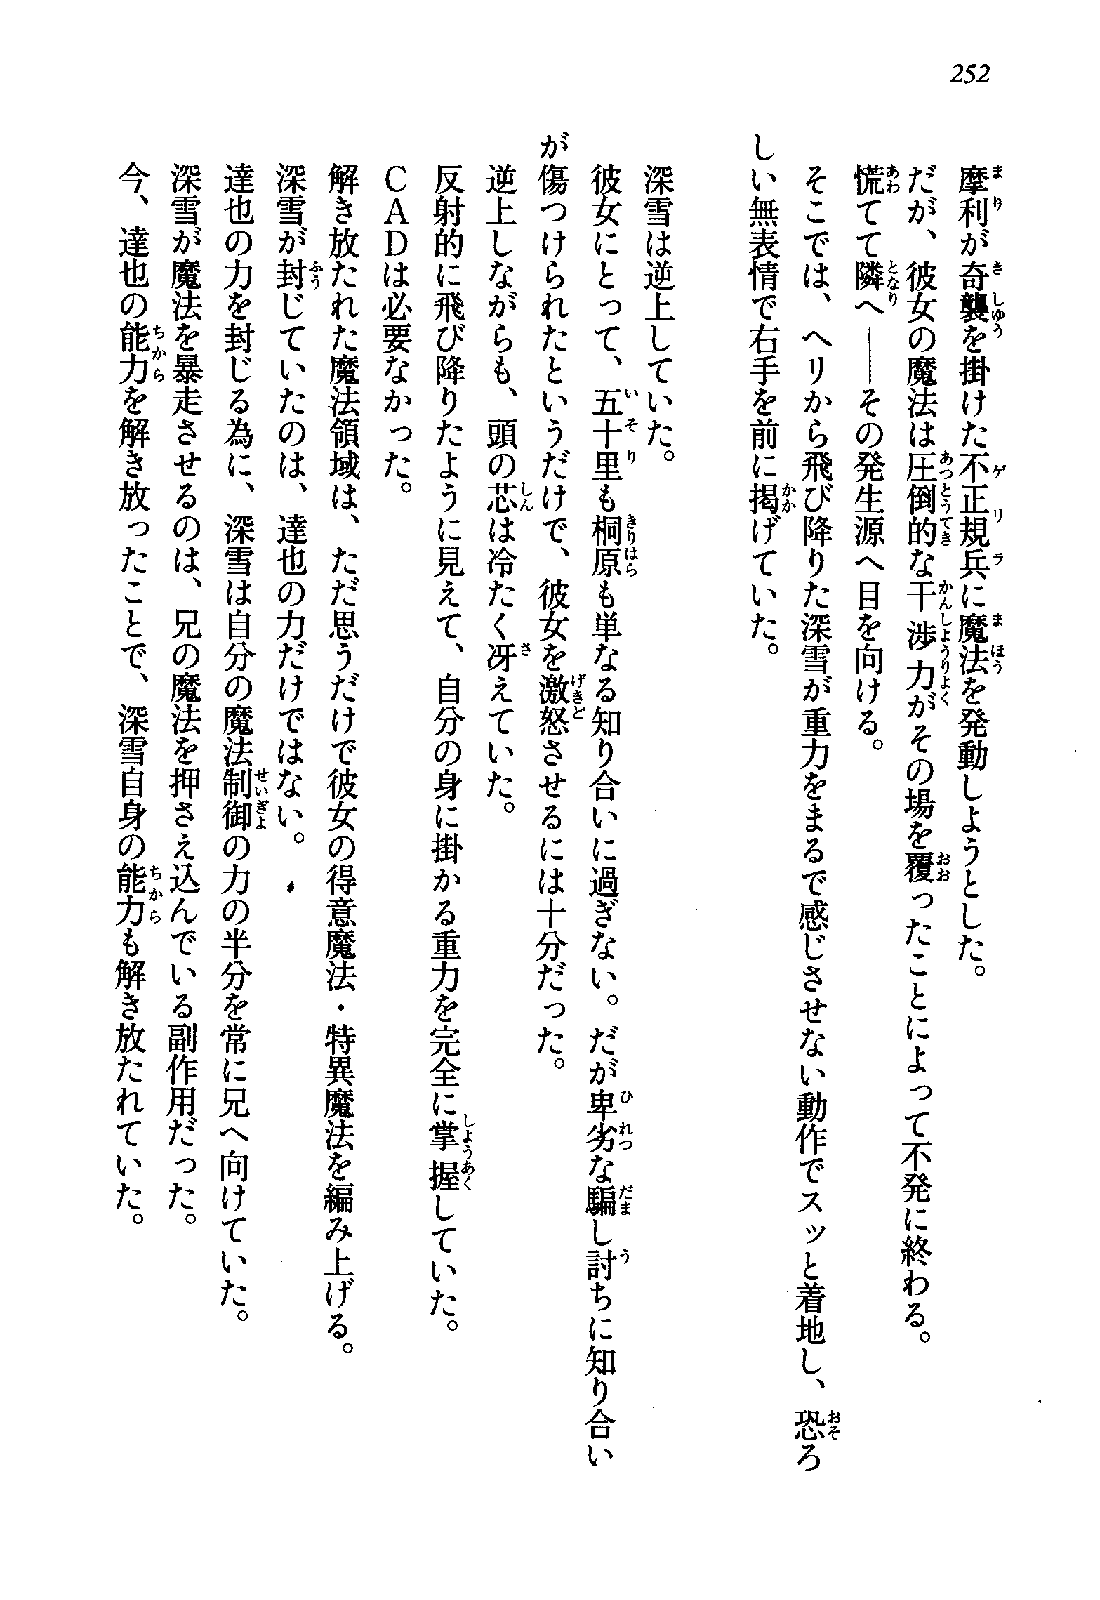 252
摩利が奇襲を掛けた不正規兵に魔法を発動しようとした。
だが、彼女の魔法は圧倒的な干渉力がその場を覆ったことによって不発に終わる。
慌てて隣へ――その発生源へ目を向ける。
そこでは、ヘリから飛び降りた深雪が重力をまるで感じさせない動作でスッと着地し、恐ろ
しい無表情で右手を前に掲げていた。
深雪は逆上していた。
彼女にとって、五十里も桐原も単なる知り合いに過ぎない。だが卑劣な騙し討ちに知り合い
が傷つけられたというだけで、彼女を激怒させるには十分だった。
逆上しながらも、頭の芯は冷たく冴えていた。
反射的に飛び降りたように見えて、自分の身に掛かる重力を完全に掌握していた。
ＣＡＤは必要なかった。
解き放たれた魔法領域は、ただ思うだけで彼女の得意魔法・特異魔法を編み上げる。
深雪が封じていたのは、達也の力だけではない。
達也の力を封じる為に、深雪は自分の魔法制御の力の半分を常に兄へ向けていた。
深雪が魔法を暴走させるのは、兄の魔法を押さえ込んでいる副作用だった。
今、達也の能力を解き放ったことで、深雪自身の能力も解き放たれていた。